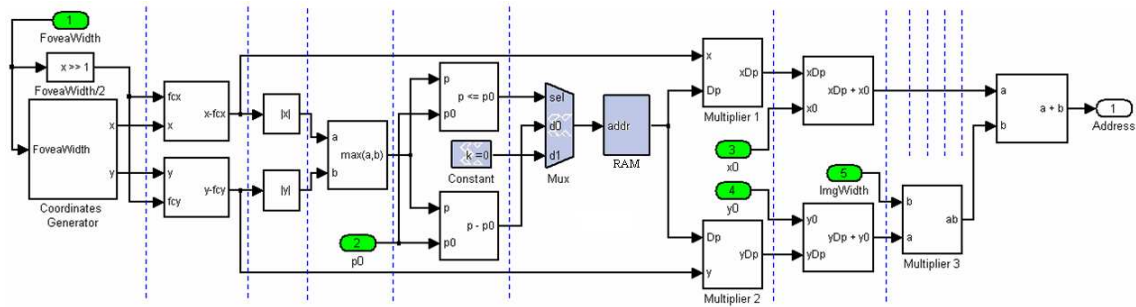 1
FoveaWidth
x >> 1
FoveaWidth/2
FoveaWidth
x
y
Coordinates
Generator
fcx
x
x-fcx
y
fcy
y-fcy
|x|
|y|
a
b
max(a,b)
2
p0
p
p0
p <= p0
k =0
Constant
p
p0
p - p0
sel
d0
d1
Mux
addr
RAM
x
Dp
xDp
Multiplier 1
3
x0
4
y0
Dp
y
yDp
Multiplier 2
xDp
x0
xDp + x0
5
ImgWidth
y0
yDp
yDp + y0
b
a
ab
Multiplier 3
a
b
a + b
1
Address